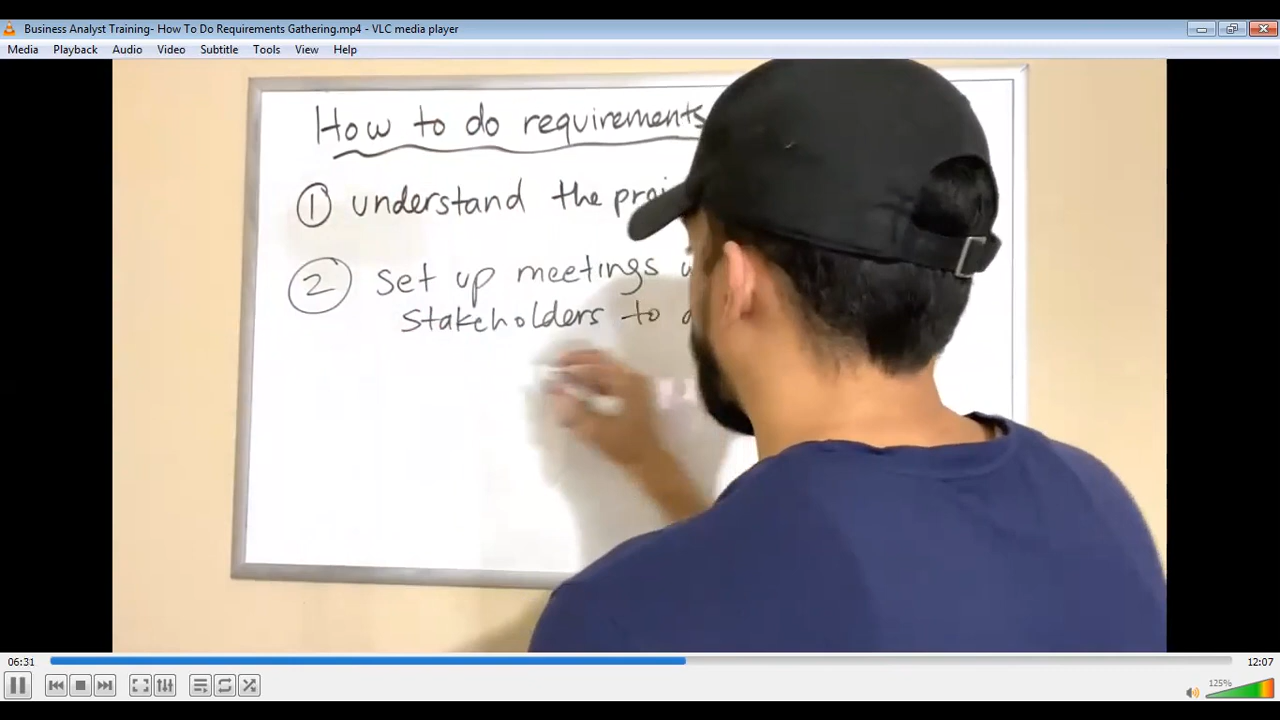 Business Analyst Training- How To Do Requirements Gathering.mp4 - VLC media player
Media Playback Audio Video Subtitle Tools View Help
How to do requirements
1 understand the
2 set up meetings
stakeholders to
06:31
12:07
125%